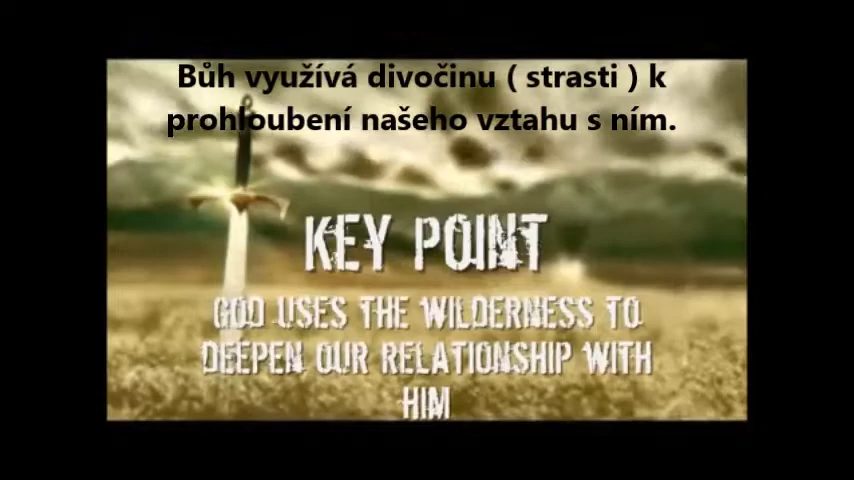 Bůh využívá divočinu ( strasti ) k
prohloubení našeho vztahu s ním.
KEY POINT
GOD USES THE WILDERNESS TO
DEEPEN OUR RELATIONSHIP WITH
HIM